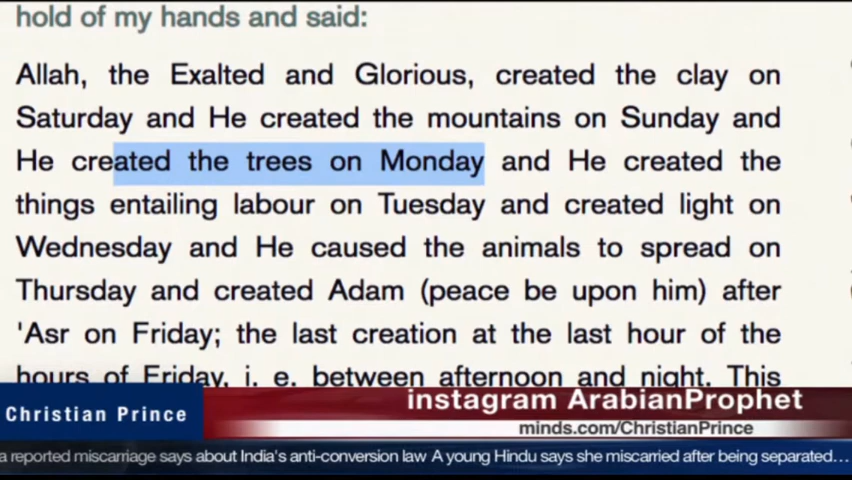 hold of my hands and said:
Allah, the Exalted and Glorious, created the clay on
Saturday and He created the mountains on Sunday and
He created the trees on Monday and He created the
things entailing labour on Tuesday and created light on
Wednesday and He caused the animals to spread on
Thursday and created Adam (peace be upon him) after
'Asr on Friday; the last creation at the last hour of the
hours of Friday, i. e. between afternoon and night. This
Christian Prince
instagram ArabianProphet
minds.com/ChristianPrince
a reported miscarriage says about India's anti-conversion law A young Hindu says she miscarried after being separated...